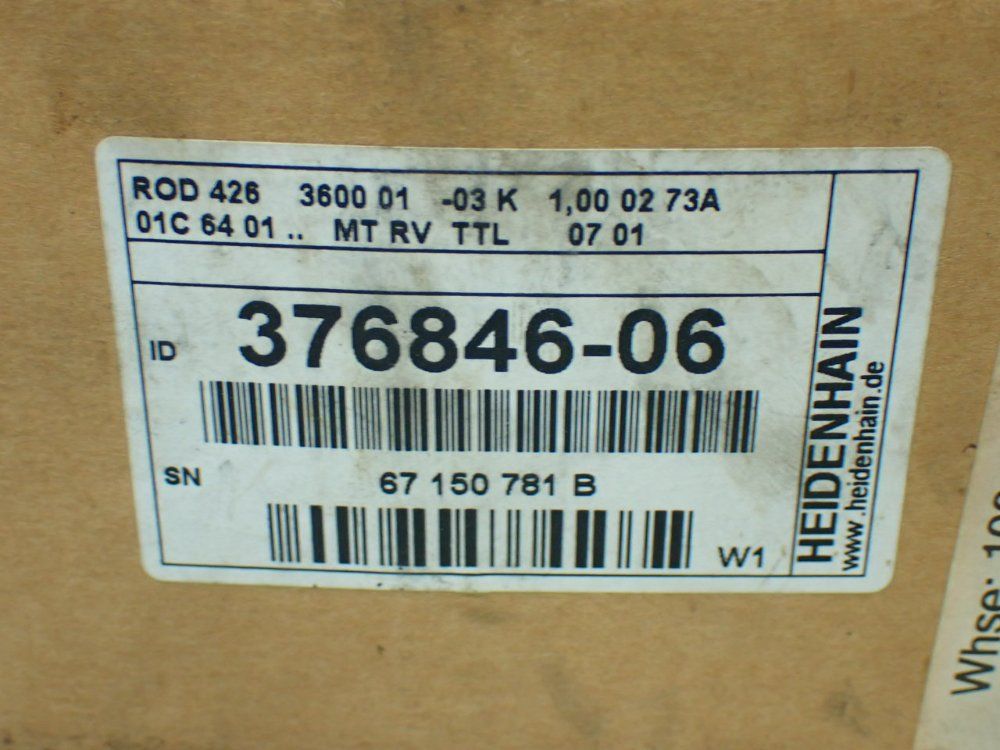 ROD 426 3600 01 -03 K 1,00 02 73A
01C 64 01 .. MT RV TTL 07 01
ID 376846-06
SN 67 150 781 B
W1
HEIDENHAIN
www.heidenhain.de
Whse: